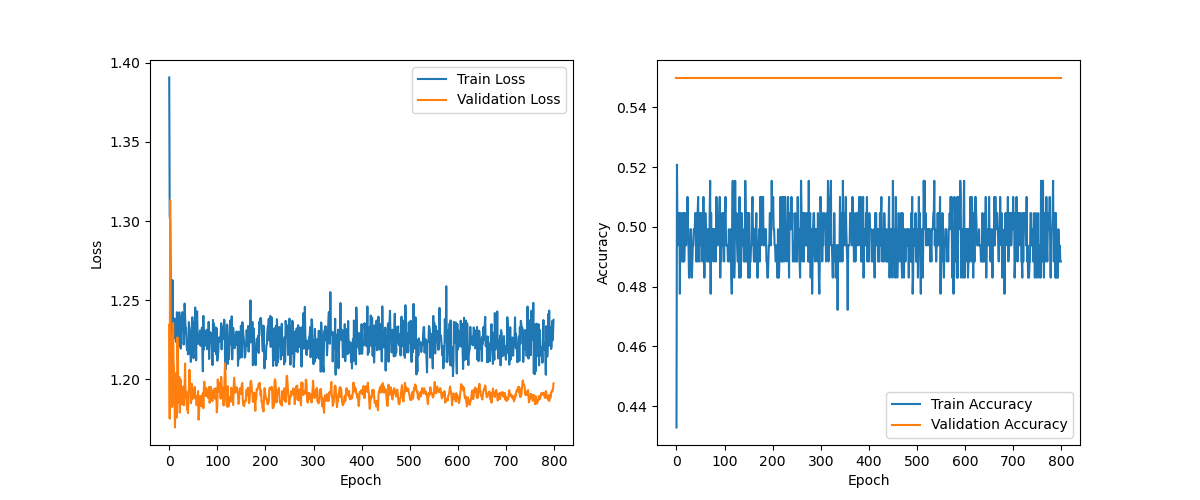 1.40
1.35
1.30
1.25
1.20
Loss
0 100 200 300 400 500 600 700 800
Epoch
Train Loss
Validation Loss
0.54
0.52
0.50
0.48
0.46
0.44
Accuracy
0 100 200 300 400 500 600 700 800
Epoch
Train Accuracy
Validation Accuracy